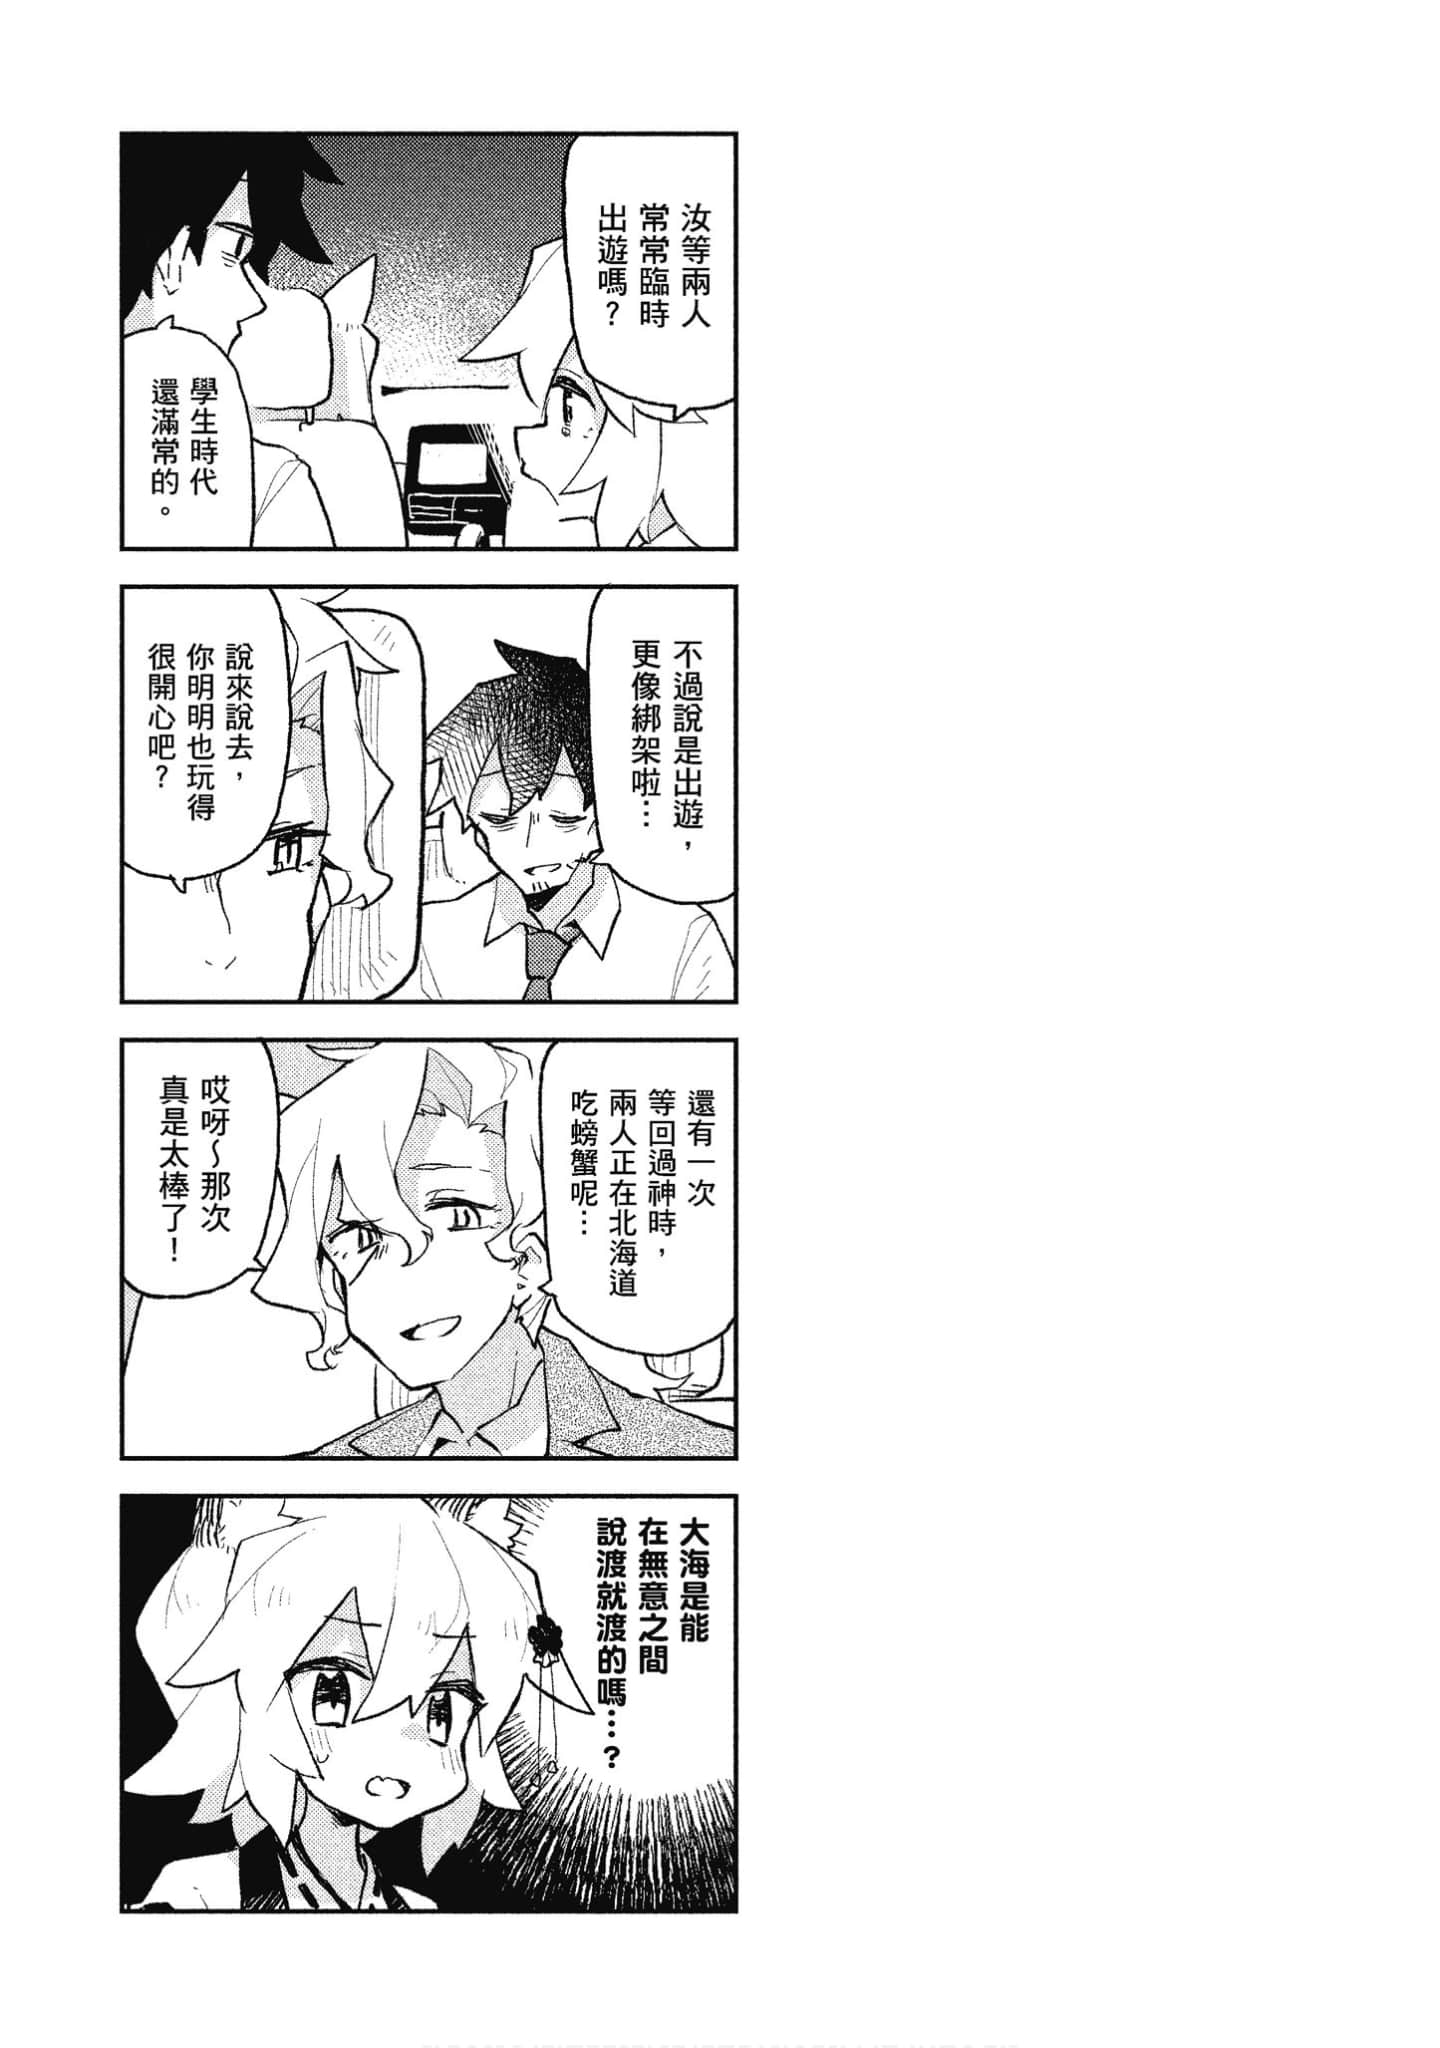 汝等兩人
常常臨時
出遊嗎？
學生時代
還滿常的。
不過說是出遊，
更像綁架啦…
說來說去，
你明明也玩得
很開心吧？
還有一次
等回過神時，
兩人正在北海道
吃螃蟹呢…
哎呀～那次
真是太棒了！
大海是能
在無意之間
說渡就渡的嗎…？